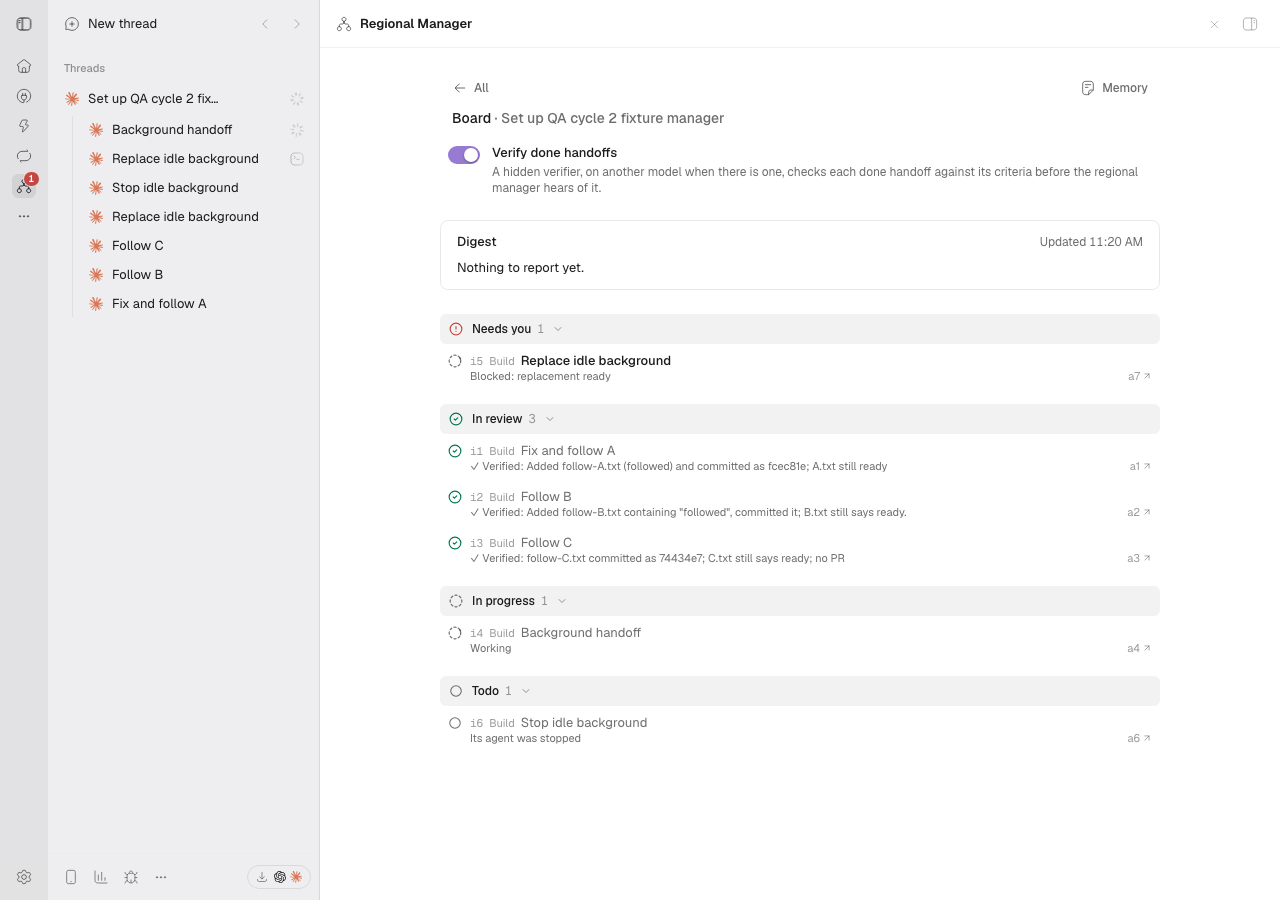 New thread
Threads
Set up QA cycle 2 fix…
Background handoff
Replace idle background
1
Stop idle background
Replace idle background
Follow C
Follow B
Fix and follow A
Regional Manager
All
Memory
Board · Set up QA cycle 2 fixture manager
Verify done handoffs
A hidden verifier, on another model when there is one, checks each done handoff against its criteria before the regional
manager hears of it.
Digest
Updated 11:20 AM
Nothing to report yet.
Needs you 1
i5 Build Replace idle background
Blocked: replacement ready
a7
In review 3
i1 Build Fix and follow A
✓ Verified: Added follow-A.txt (followed) and committed as fcec81e; A.txt still ready
a1
i2 Build Follow B
✓ Verified: Added follow-B.txt containing "followed", committed it; B.txt still says ready.
a2
i3 Build Follow C
✓ Verified: follow-C.txt committed as 74434e7; C.txt still says ready; no PR
a3
In progress 1
i4 Build Background handoff
Working
a4
Todo 1
i6 Build Stop idle background
Its agent was stopped
a6